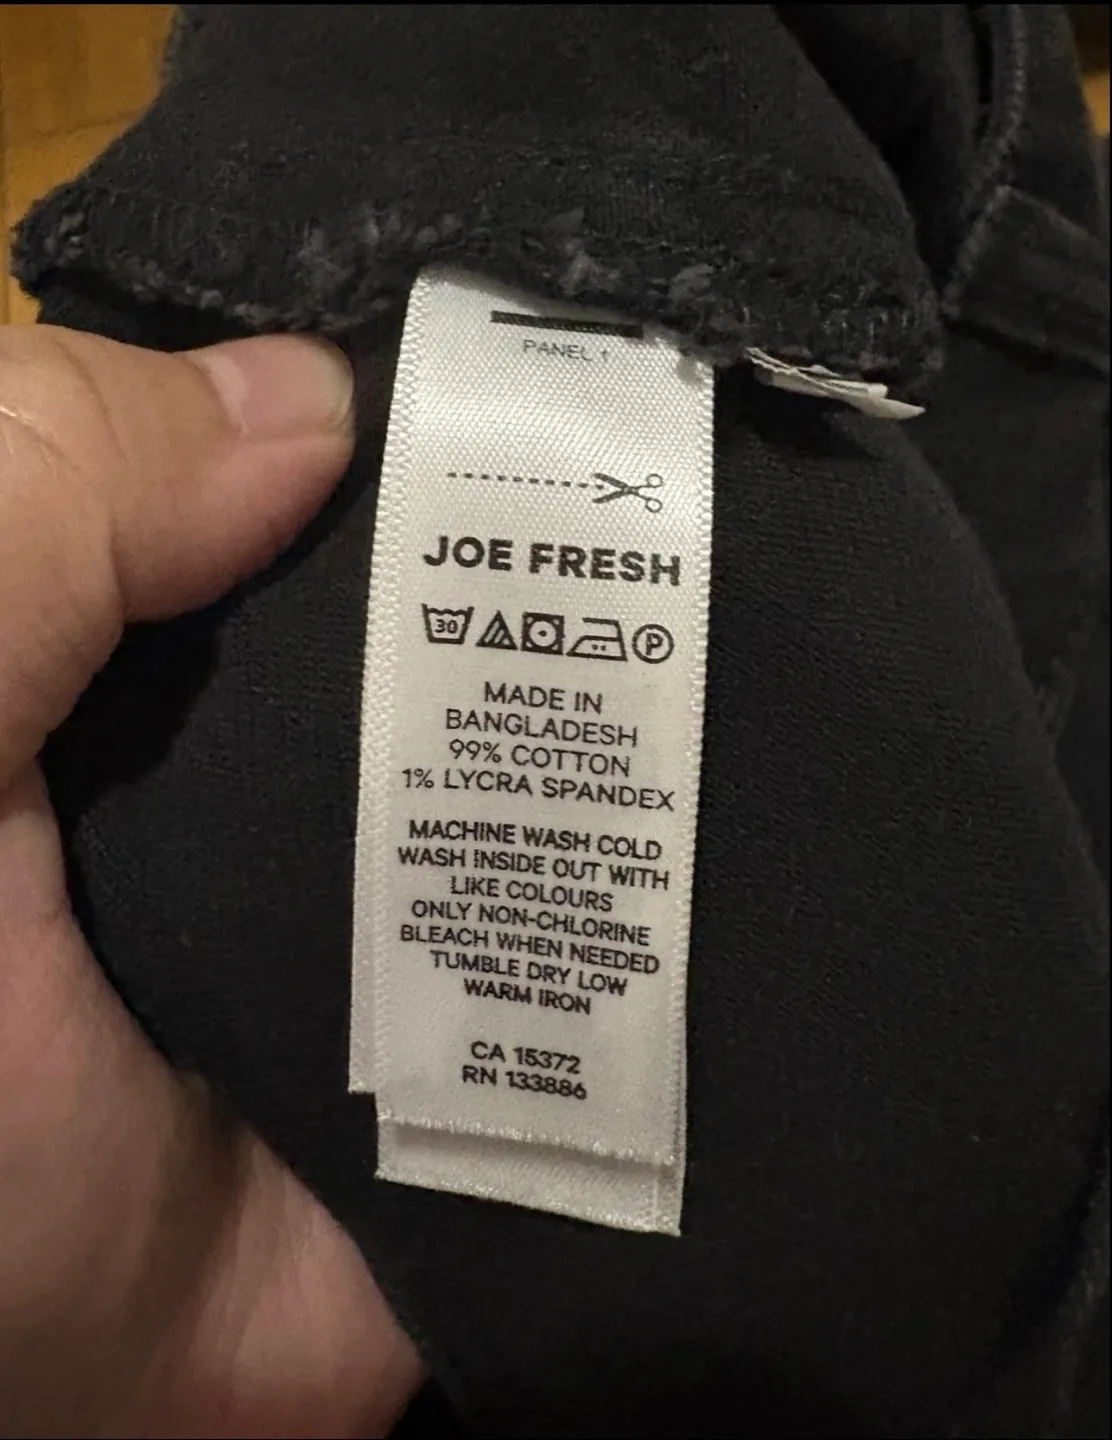 PANEL 1
JOE FRESH
30 P
MADE IN
BANGLADESH
99% COTTON
1% LYCRA SPANDEX
MACHINE WASH COLD
WASH INSIDE OUT WITH
LIKE COLOURS
ONLY NON-CHLORINE
BLEACH WHEN NEEDED
TUMBLE DRY LOW
WARM IRON
CA 15372
RN 133886